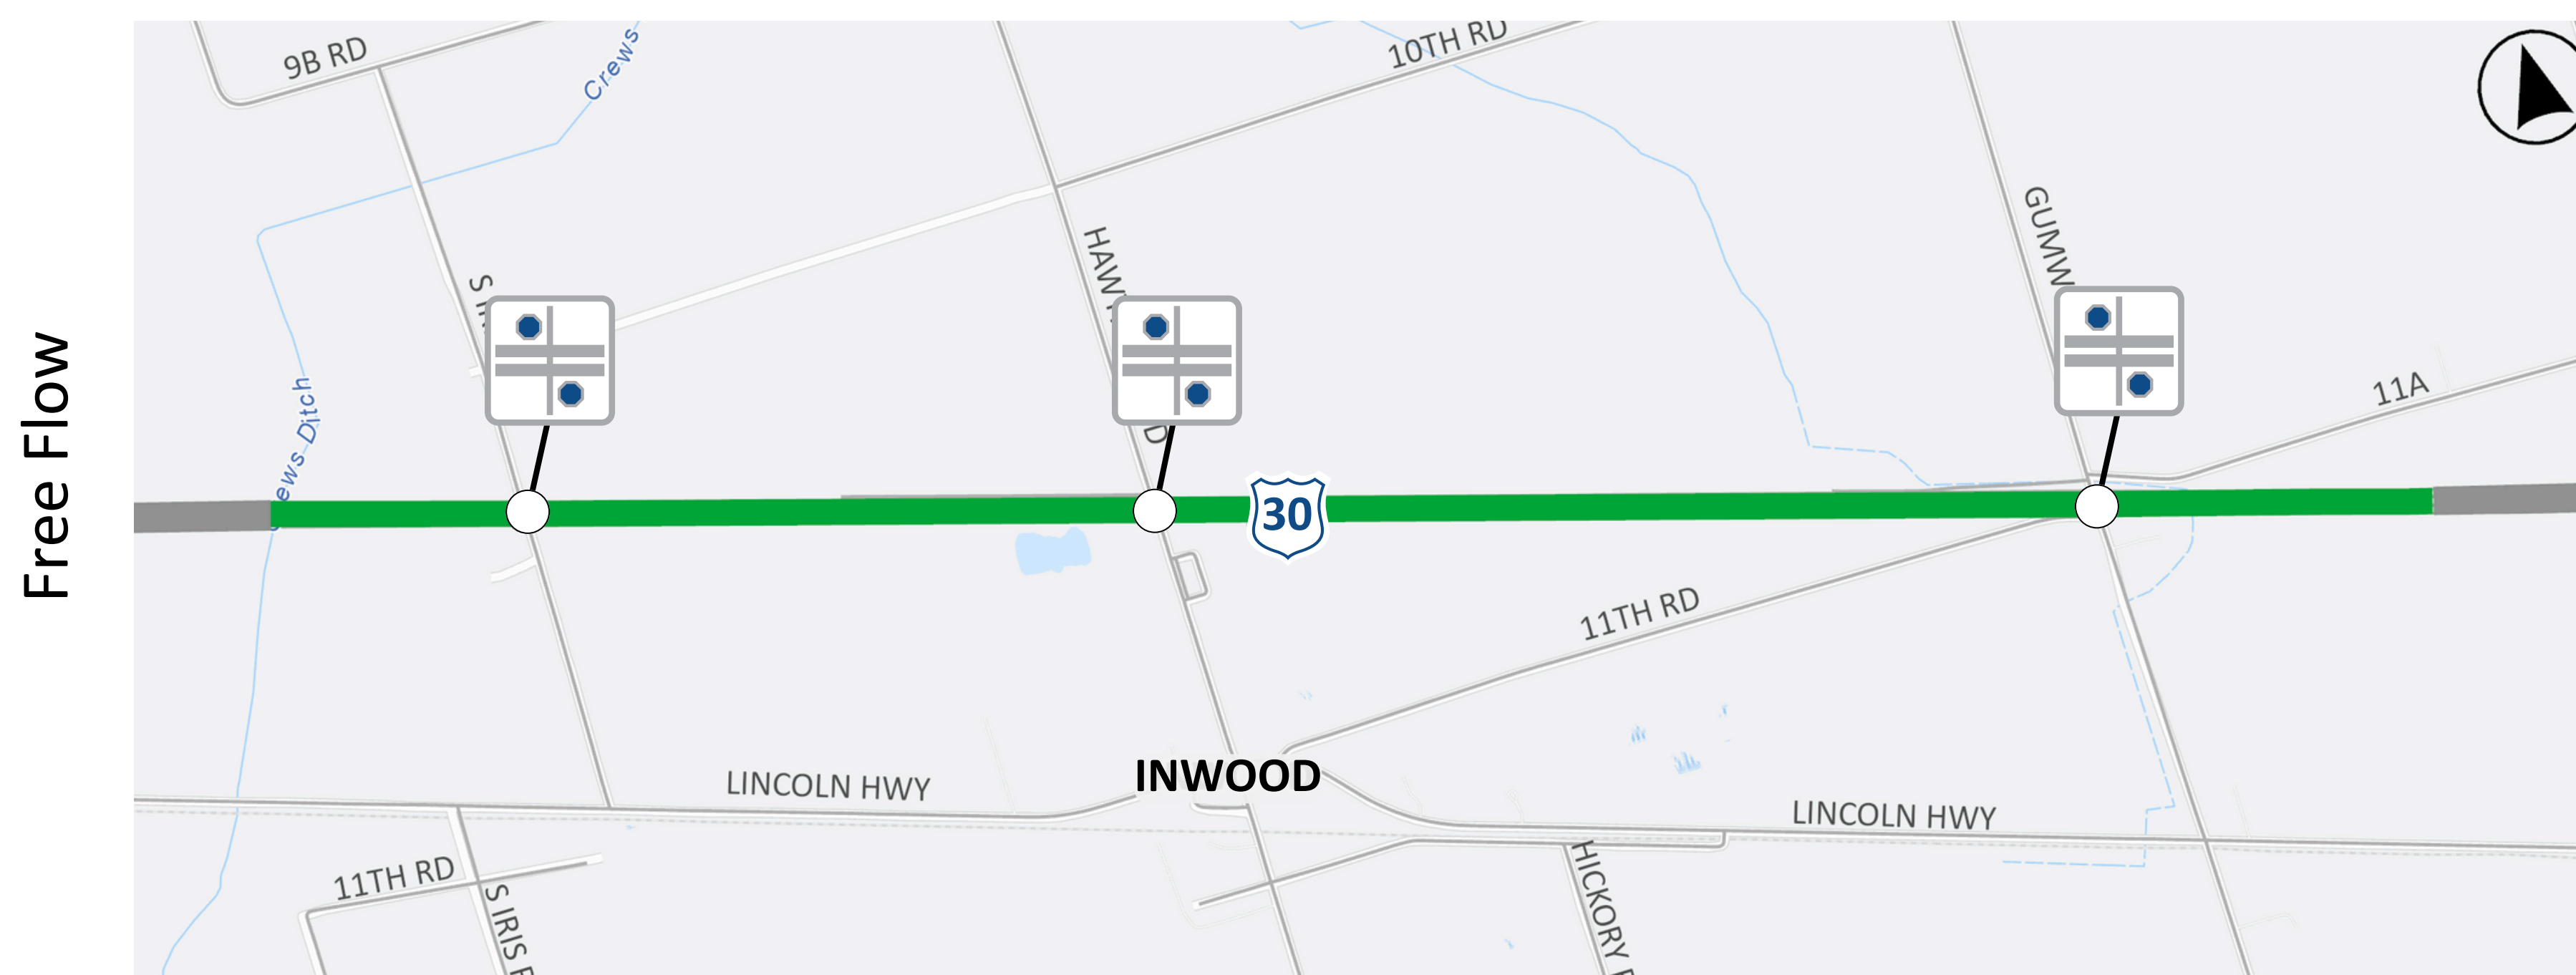 Free Flow
9B RD
Crews
10TH RD
S
HAW
D
GUMW
11A
ews Ditch
30
11TH RD
INWOOD
LINCOLN HWY
LINCOLN HWY
11TH RD
S IRIS
HICKORY